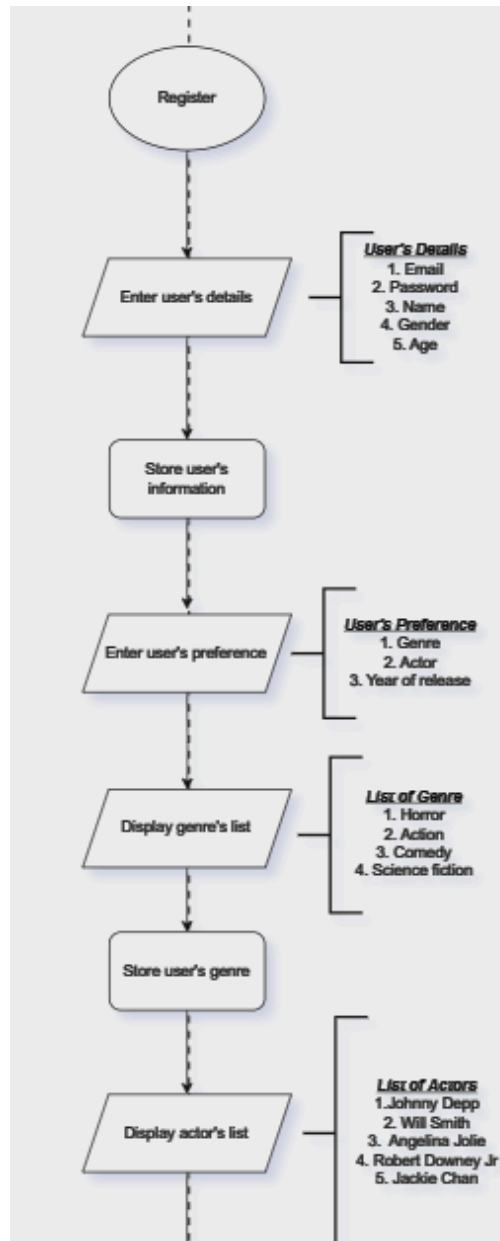 Register
Enter user's details
User's Details
1. Email
2. Password
3. Name
4. Gender
5. Age
Store user's
information
Enter user's preference
User's Preference
1. Genre
2. Actor
3. Year of release
Display genre's list
List of Genre
1. Horror
2. Action
3. Comedy
4. Science fiction
Store user's genre
Display actor's list
List of Actors
1.Johnny Depp
2. Will Smith
3. Angelina Jolie
4. Robert Downey Jr
5. Jackie Chan